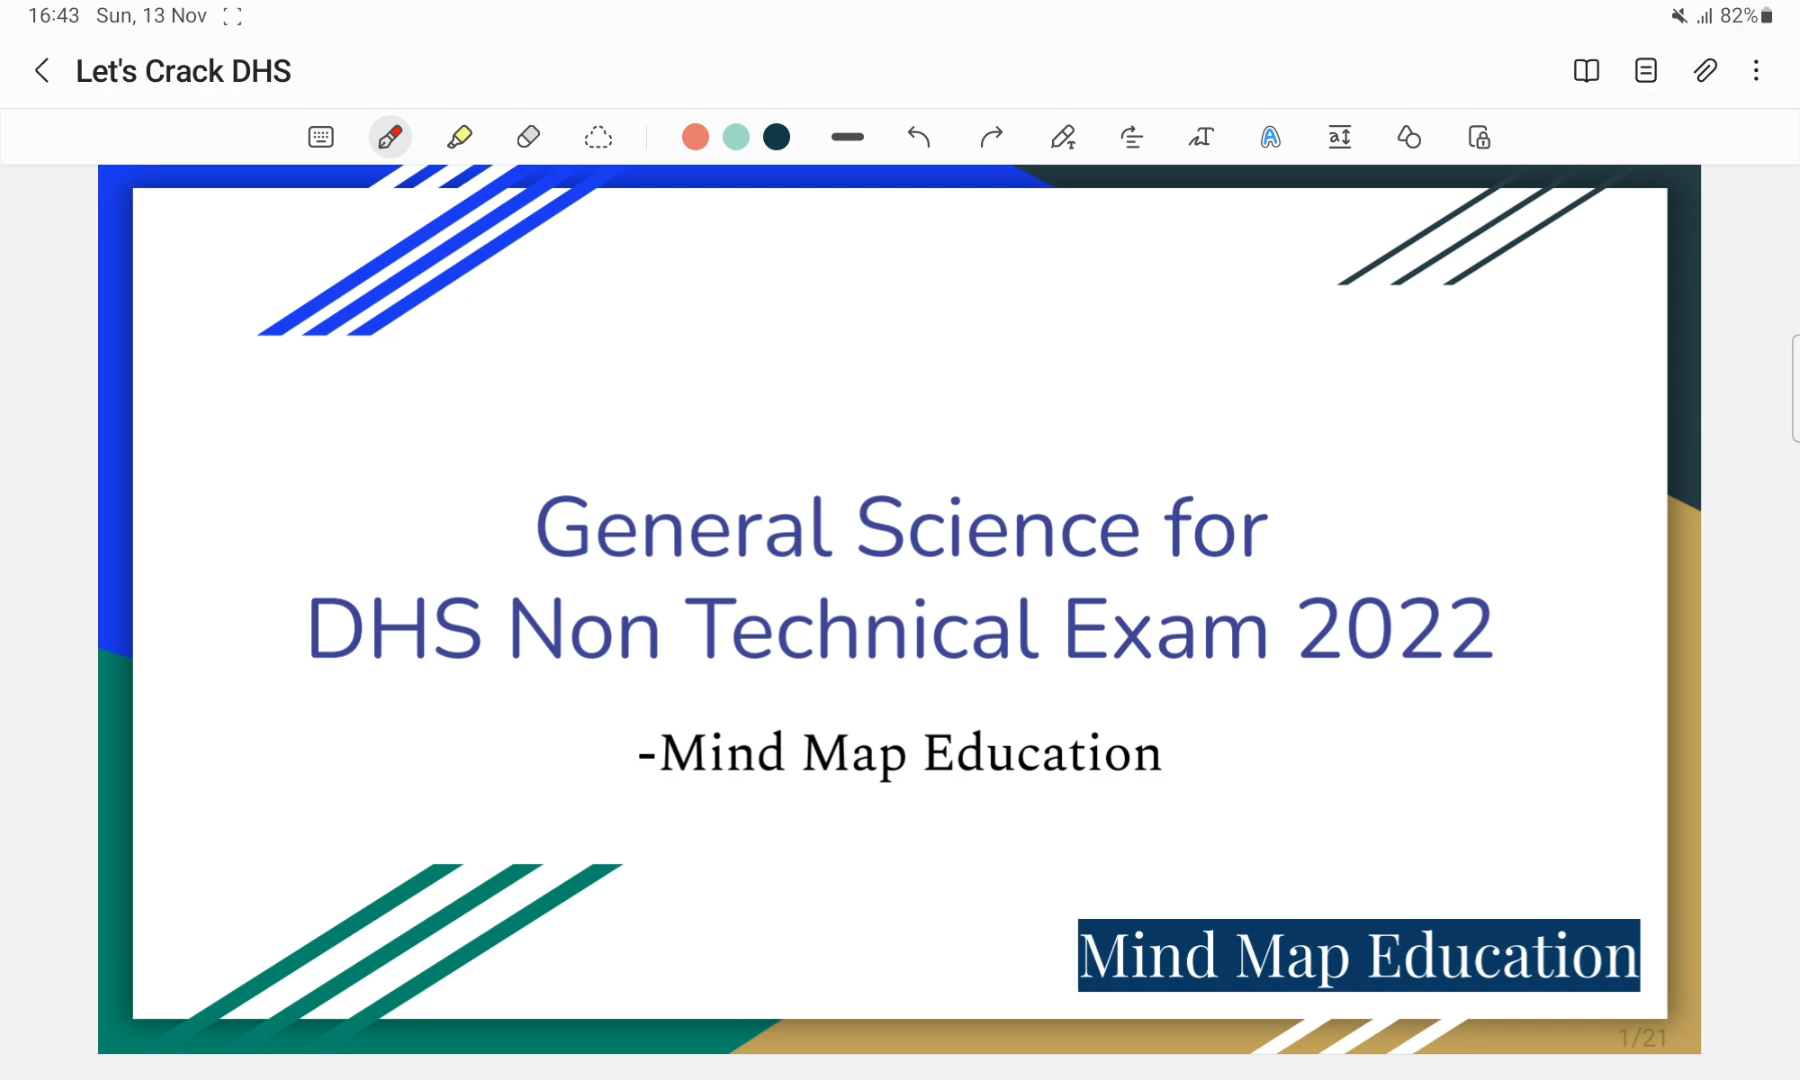 16:43 Sun, 13 Nov
82%
Let's Crack DHS
General Science for
DHS Non Technical Exam 2022
-Mind Map Education
Mind Map Education
1/21